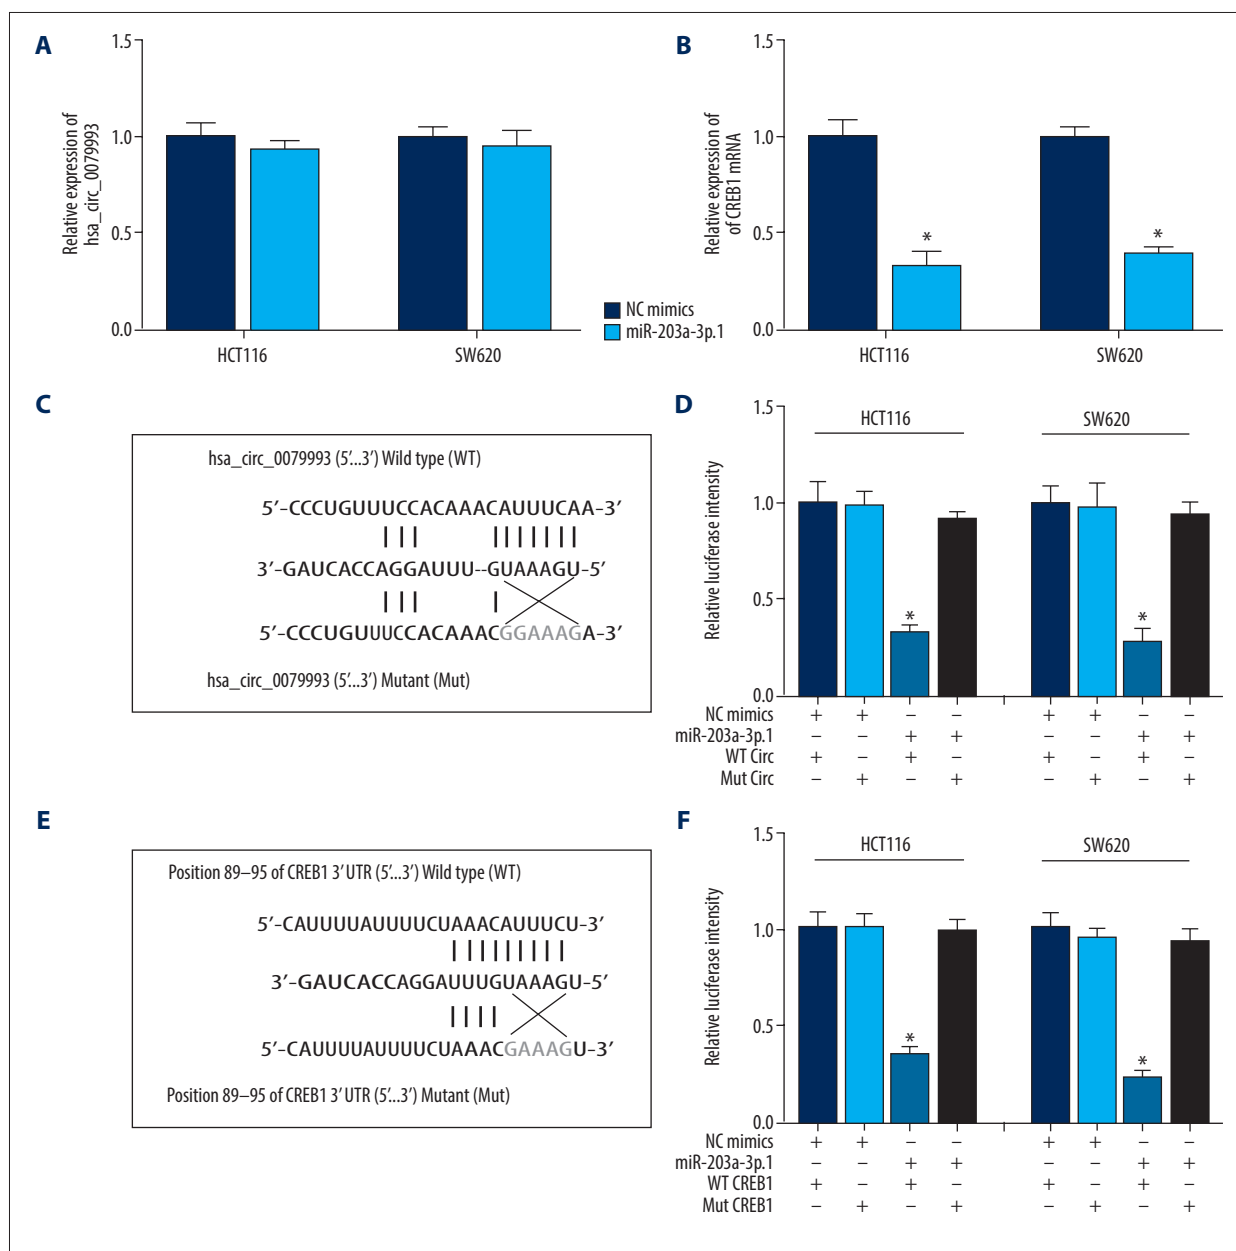 A
1.5
1.0
0.5
0.0
Relative expression of
hsa_circ_0079993
HCT116
SW620
NC mimics
miR-203a-3p.1
B
1.5
1.0
0.5
0.0
Relative expression of
of CREB1 mRNA
*
*
HCT116
SW620
C
hsa_circ_0079993 (5′...3′) Wild type (WT)
5′-CCCUGUUUCCACAAACAUUUCAA-3′
3′-GAUCACCAGGAUUU--GUAAAGU-5′
5′-CCCUGUUUCCACAAACGGAAAGA-3′
hsa_circ_0079993 (5′...3′) Mutant (Mut)
D
1.5
1.0
0.5
0.0
Relative luciferase intensity
HCT116
SW620
*
*
NC mimics + + – – + + – –
miR-203a-3p.1 – – + + – – + +
WT Circ + – + – + – + –
Mut Circ – + – + – + – +
E
Position 89–95 of CREB1 3′ UTR (5′...3′) Wild type (WT)
5′-CAUUUUAUUUUCUAAACAUUUCU-3′
3′-GAUCACCAGGAUUUGUAAAGU-5′
5′-CAUUUUAUUUUCUAAACGAAAGU-3′
Position 89–95 of CREB1 3′ UTR (5′...3′) Mutant (Mut)
F
1.5
1.0
0.5
0.0
Relative luciferase intensity
HCT116
SW620
*
*
NC mimics + + – – + + – –
miR-203a-3p.1 – – + + – – + +
WT CREB1 + – + – + – + –
Mut CREB1 – + – + – + – +